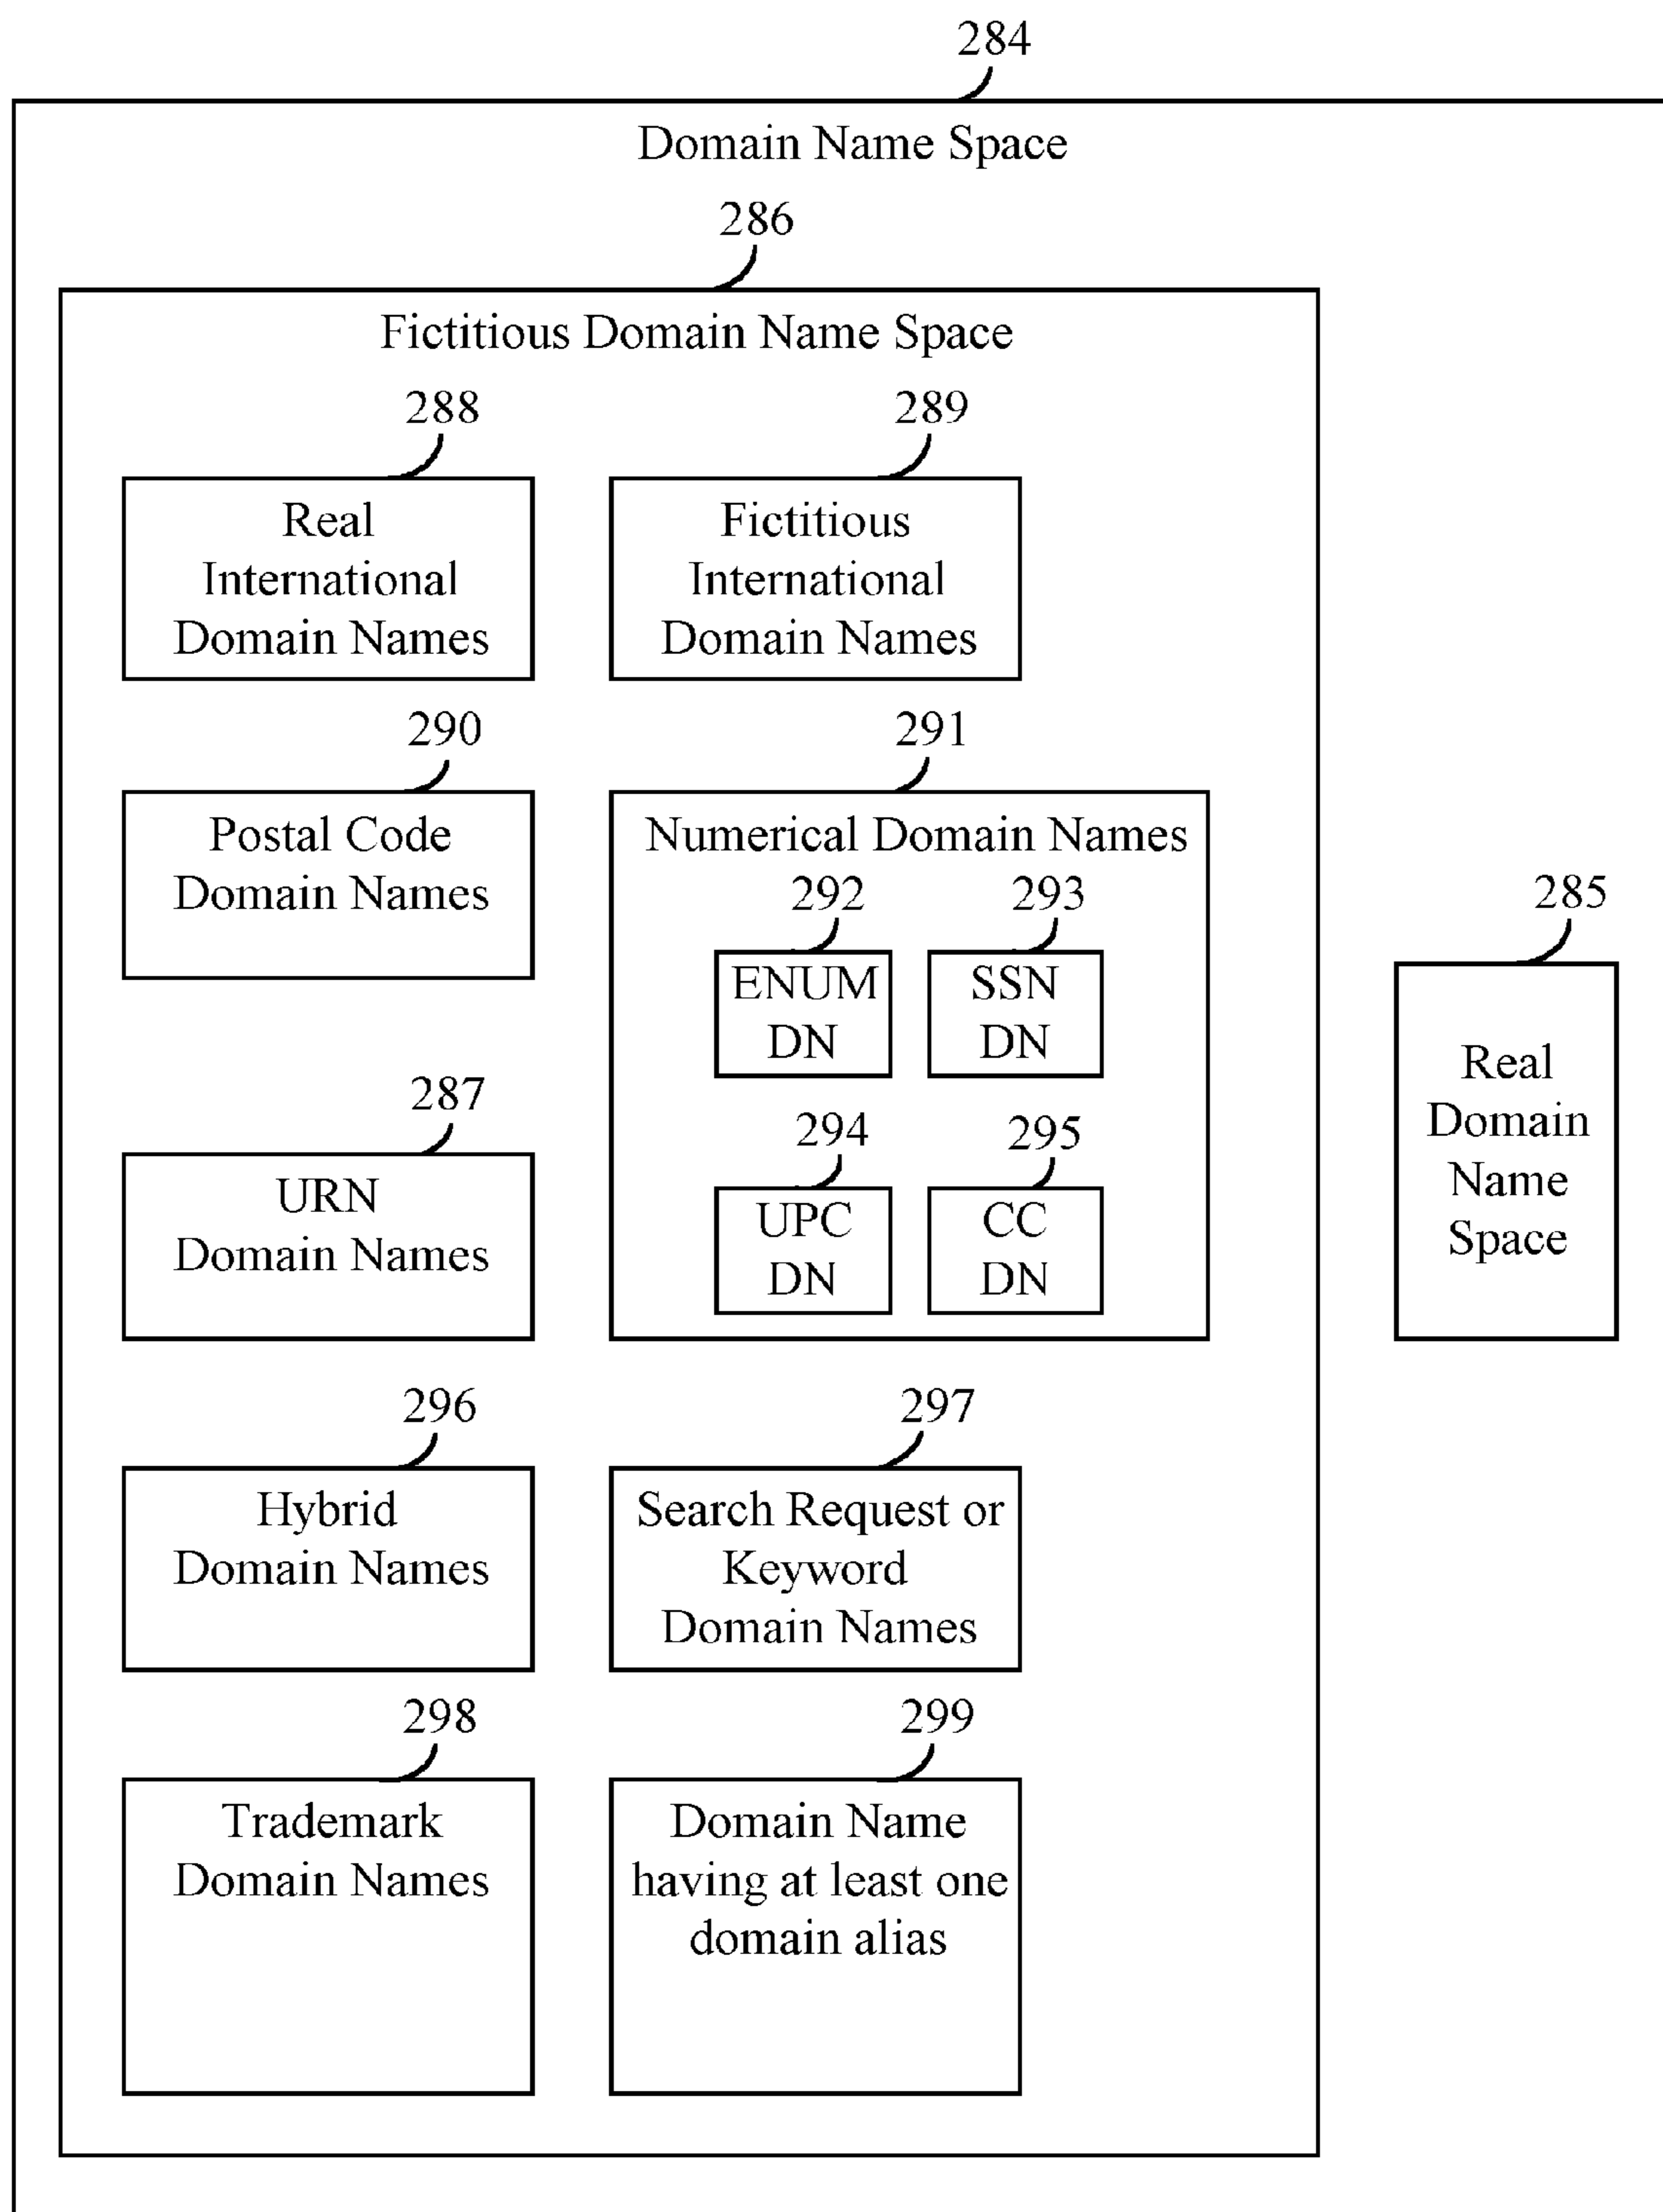 284
Domain Name Space
286
Fictitious Domain Name Space
288
Real
International
Domain Names
289
Fictitious
International
Domain Names
290
Postal Code
Domain Names
291
Numerical Domain Names
292
ENUM
DN
293
SSN
DN
294
UPC
DN
295
CC
DN
287
URN
Domain Names
296
Hybrid
Domain Names
297
Search Request or
Keyword
Domain Names
298
Trademark
Domain Names
299
Domain Name
having at least one
domain alias
285
Real
Domain
Name
Space